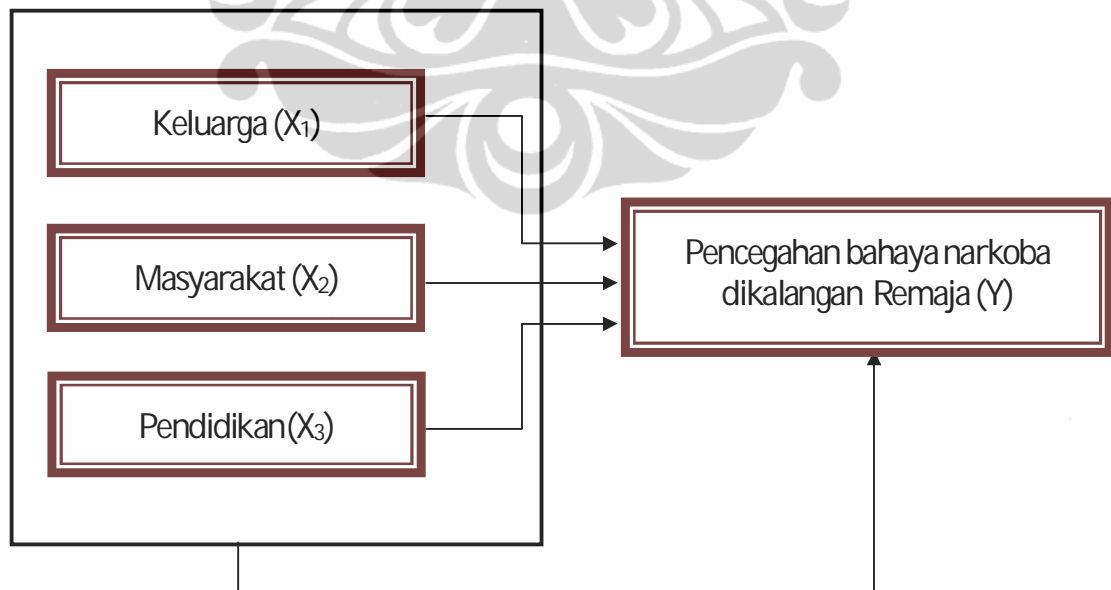 Keluarga (X₁)
Masyarakat (X₂)
Pendidikan (X₃)
Pencegahan bahaya narkoba
dikalangan Remaja (Y)